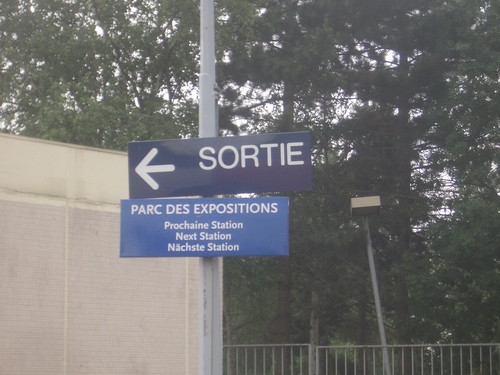 SORTIE
PARC DES EXPOSITIONS
Prochaine Station
Next Station
Nächste Station